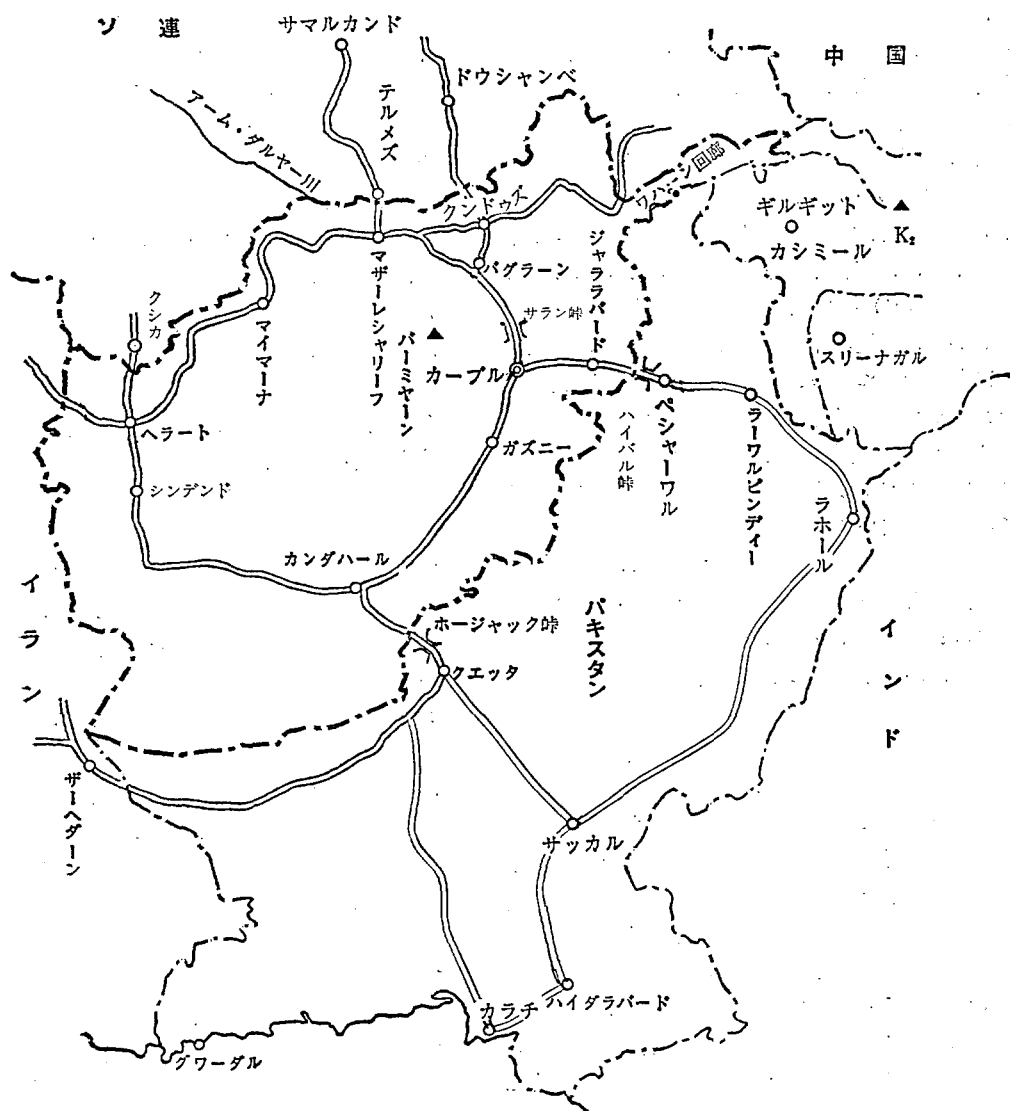 ソ連
サマルカンド
中国
ドウシャンベ
テルメズ
アーム・ダルヤー川
ワハーン回廊
クンドゥズ
ギルギット
K₂
カシミール
ジャララバード
バグラーン
クシカ
マザーレシャリーフ
マイマーナ
サラン峠
バーミヤーン
スリーナガル
カーブル
ヘラート
ペシャーワル
ハイバル峠
ラーワルピンディー
ガズニー
シンデンド
ラホール
カンダハール
イラン
パキスタン
ホージャック峠
インド
クエッタ
ザーヘダーン
サッカル
カラチ
ハイダラバード
グワーダル